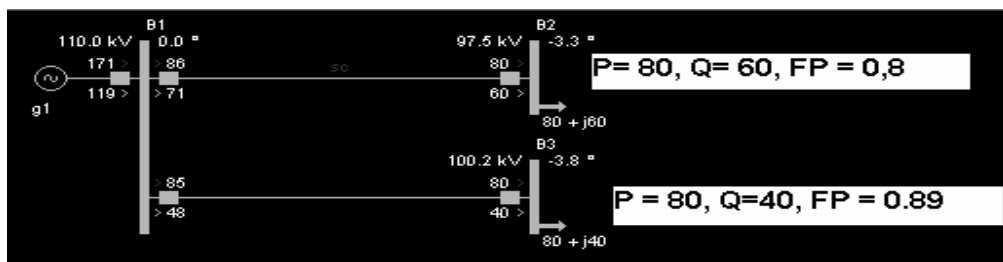 B1
110.0 kV 0.0 °
171 >
119 >
g1
> 86
> 71
sc
B2
97.5 kV -3.3 °
80 >
60 >
80 + j60
P= 80, Q= 60, FP = 0,8
> 85
> 48
B3
100.2 kV -3.8 °
80 >
40 >
80 + j40
P = 80, Q=40, FP = 0.89